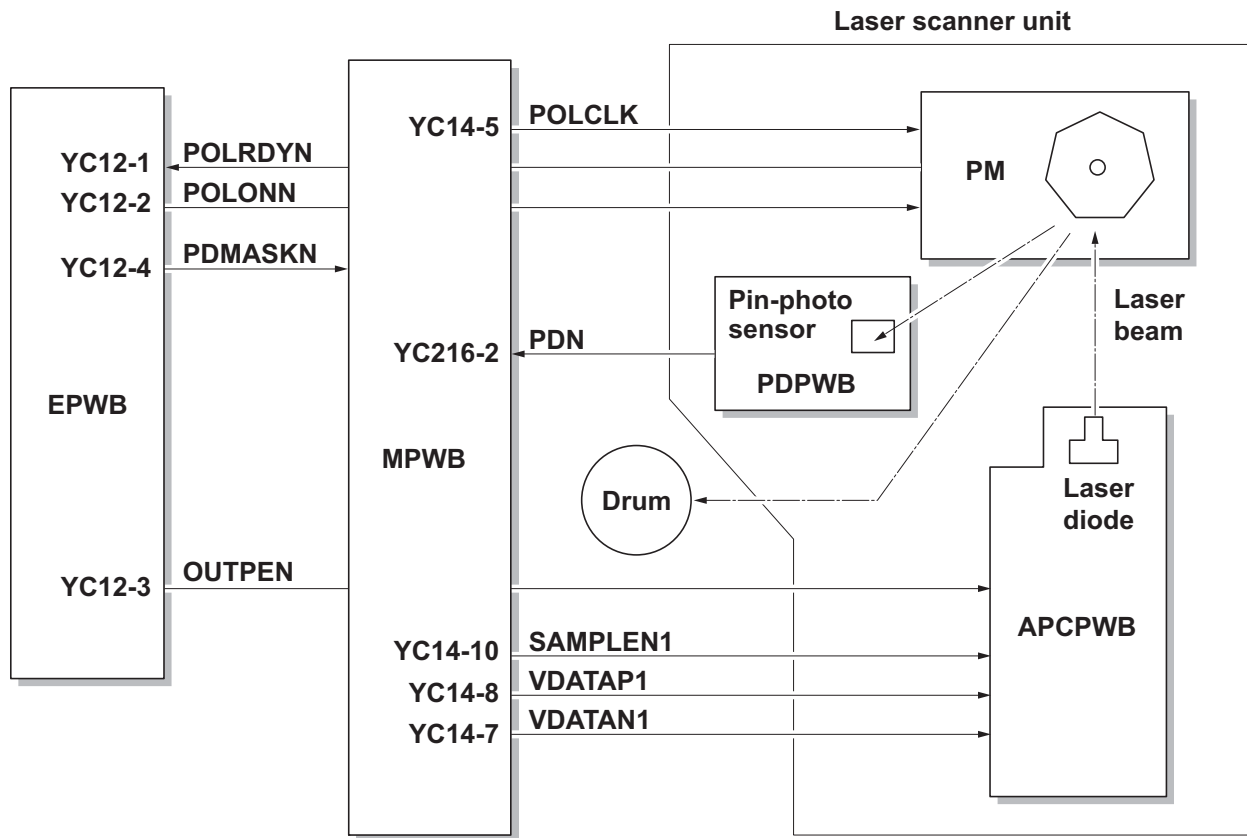 Laser scanner unit
YC14-5
POLCLK
YC12-1
POLRDYN
PM
YC12-2
POLONN
YC12-4
PDMASKN
Pin-photo
sensor
Laser
beam
YC216-2
PDN
PDPWB
EPWB
MPWB
Drum
Laser
diode
YC12-3
OUTPEN
APCPWB
YC14-10
SAMPLEN1
YC14-8
VDATAP1
YC14-7
VDATAN1